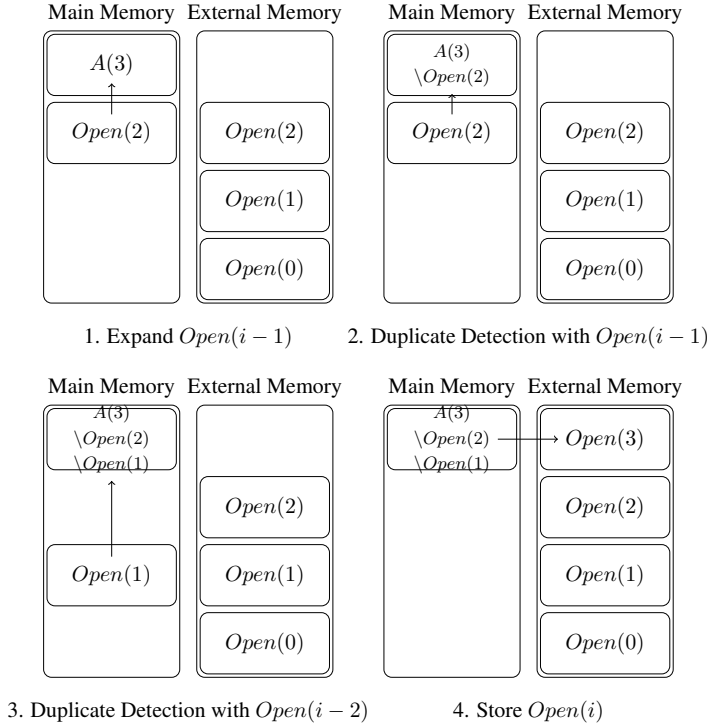 Main Memory External Memory
A(3)
Open(2)
Open(2)
Open(1)
Open(0)
1. Expand Open(i − 1)
Main Memory External Memory
A(3)
\Open(2)
Open(2)
Open(2)
Open(1)
Open(0)
2. Duplicate Detection with Open(i − 1)
Main Memory External Memory
A(3)
\Open(2)
\Open(1)
Open(1)
Open(2)
Open(1)
Open(0)
3. Duplicate Detection with Open(i − 2)
Main Memory External Memory
A(3)
\Open(2)
\Open(1)
Open(3)
Open(2)
Open(1)
Open(0)
4. Store Open(i)